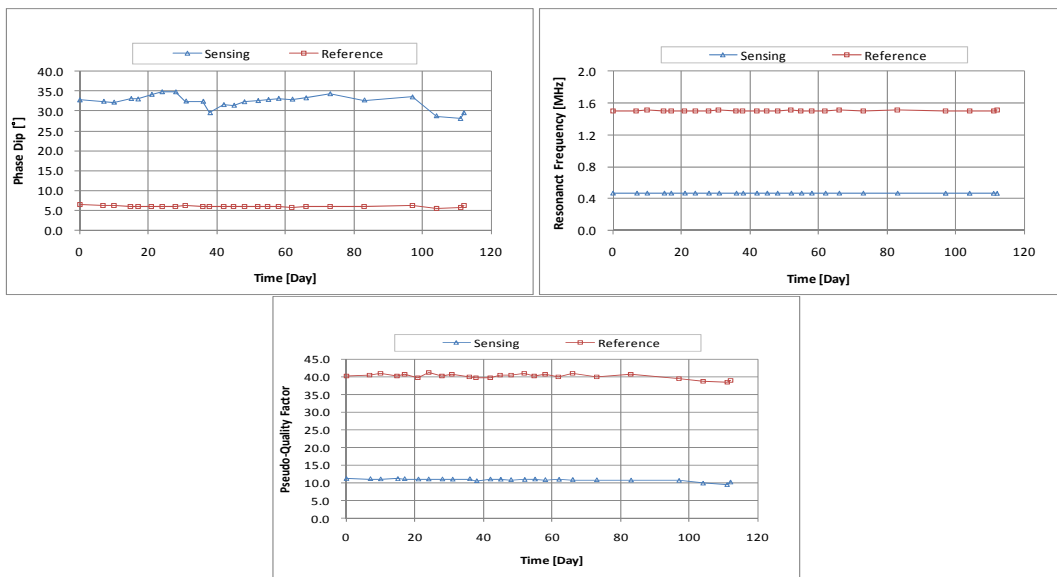 Sensing Reference
40.0
35.0
30.0
25.0
20.0
15.0
10.0
5.0
0.0
Phase Dip [°]
0 20 40 60 80 100 120
Time [Day]
Sensing Reference
2.0
1.6
1.2
0.8
0.4
0.0
Resonanct Frequency [MHz]
0 20 40 60 80 100 120
Time [Day]
Sensing Reference
45.0
40.0
35.0
30.0
25.0
20.0
15.0
10.0
5.0
0.0
Pseudo-Quality Factor
0 20 40 60 80 100 120
Time [Day]